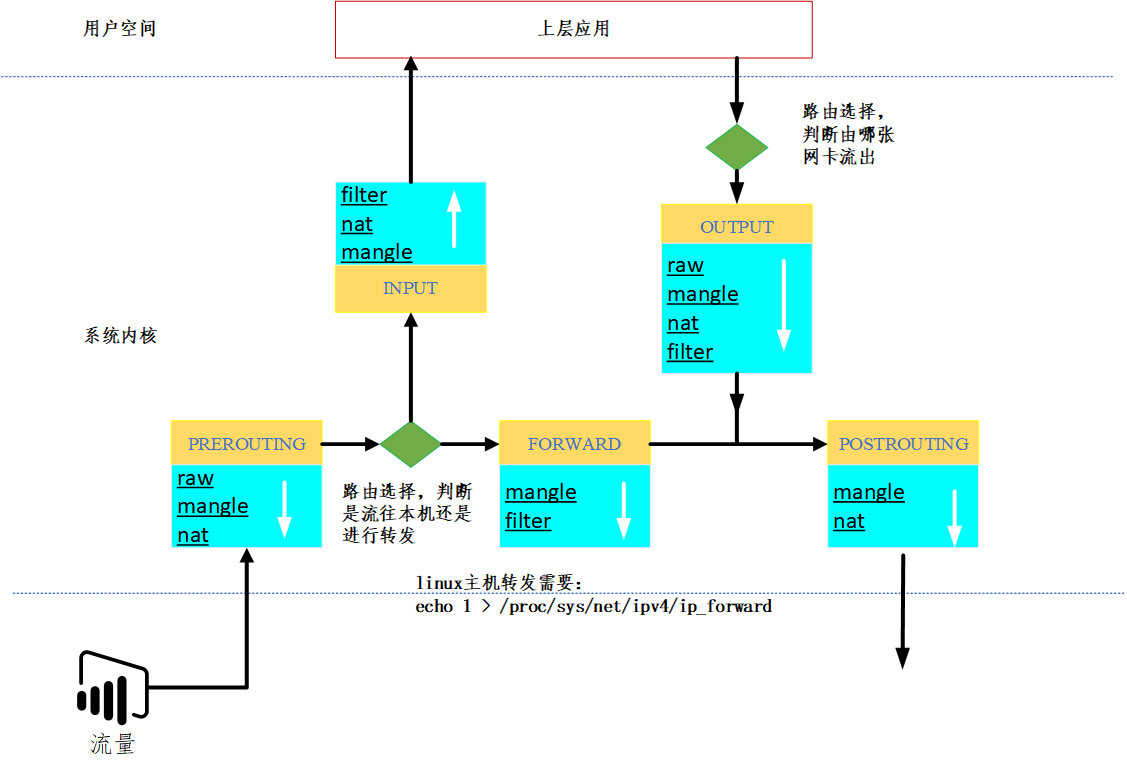 用户空间
上层应用
路由选择，
判断由哪张
网卡流出
filter
nat
mangle
INPUT
OUTPUT
raw
mangle
nat
filter
系统内核
PREROUTING
raw
mangle
nat
路由选择，判断
是流往本机还是
进行转发
FORWARD
mangle
filter
POSTROUTING
mangle
nat
linux主机转发需要：
echo 1 > /proc/sys/net/ipv4/ip_forward
流量